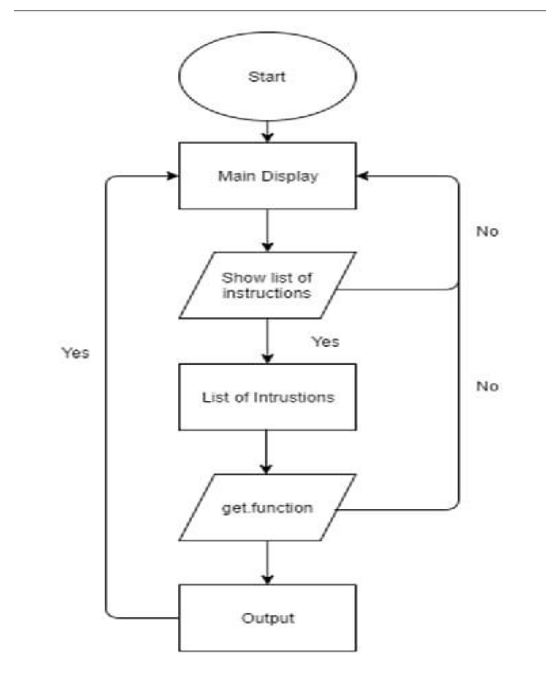 Start
Main Display
No
Show list of
instructions
Yes
Yes
No
List of Intrustions
get.function
Output